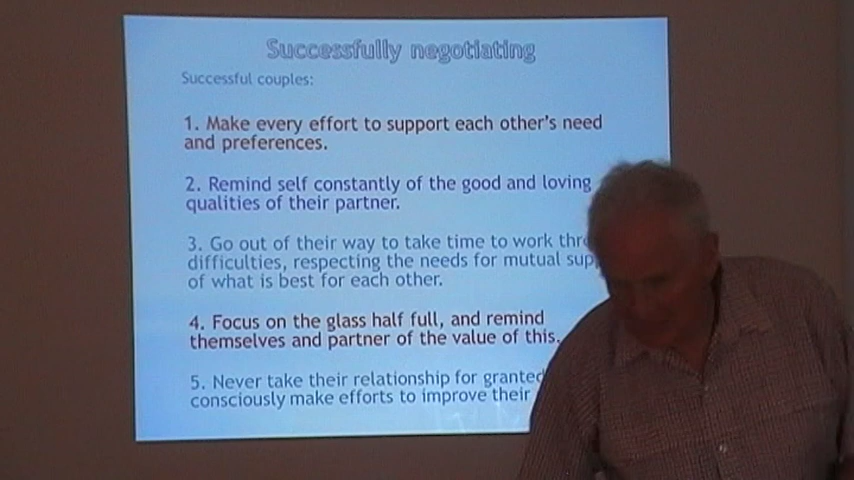 Successfully negotiating
Successful couples:
1. Make every effort to support each other's need
and preferences.
2. Remind self constantly of the good and loving
qualities of their partner.
3. Go out of their way to take time to work
difficulties, respecting the needs for mutual
of what is best for each other.
4. Focus on the glass half full, and remind
themselves and partner of the value of this.
5. Never take their relationship for granted
consciously make efforts to improve their